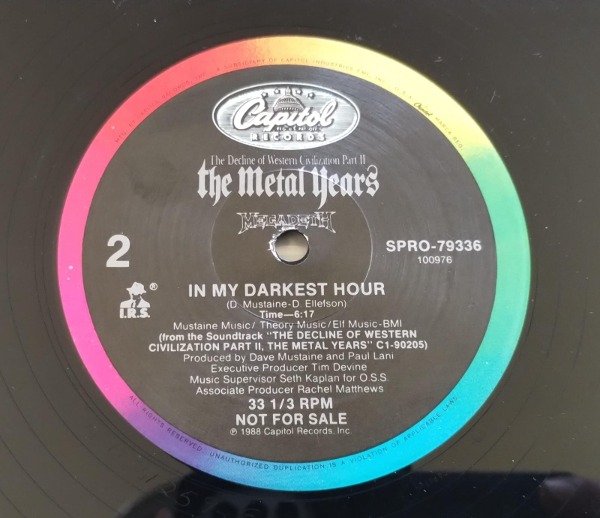 Capitol
RECORDS
The Decline of Western Civilization Part II
the Metal Years
MEGADETH
2
SPRO-79336
100976
I.R.S.®
IN MY DARKEST HOUR
(D. Mustaine-D. Ellefson)
Time—6:17
Mustaine Music/Theory Music/Elf Music-BMI
(from the Soundtrack "THE DECLINE OF WESTERN
CIVILIZATION PART II, THE METAL YEARS" C1-90205)
Produced by Dave Mustaine and Paul Lani
Executive Producer Tim Devine
Music Supervisor Seth Kaplan for O.S.S.
Associate Producer Rachel Matthews
33 1/3 RPM
NOT FOR SALE
℗ 1988 Capitol Records, Inc.
ALL RIGHTS RESERVED. UNAUTHORIZED DUPLICATION IS A VIOLATION OF APPLICABLE LAWS.